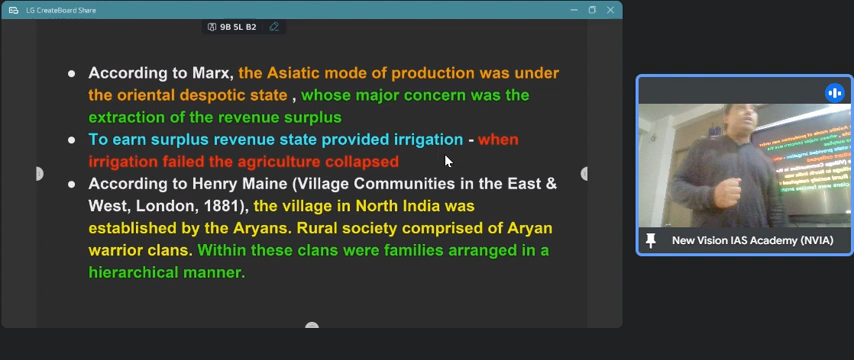 LG CreateBoard Share
9B 5L B2
● According to Marx, the Asiatic mode of production was under
the oriental despotic state , whose major concern was the
extraction of the revenue surplus
● To earn surplus revenue state provided irrigation - when
irrigation failed the agriculture collapsed
● According to Henry Maine (Village Communities in the East &
West, London, 1881), the village in North India was
established by the Aryans. Rural society comprised of Aryan
warrior clans. Within these clans were families arranged in a
hierarchical manner.
New Vision IAS Academy (NVIA)